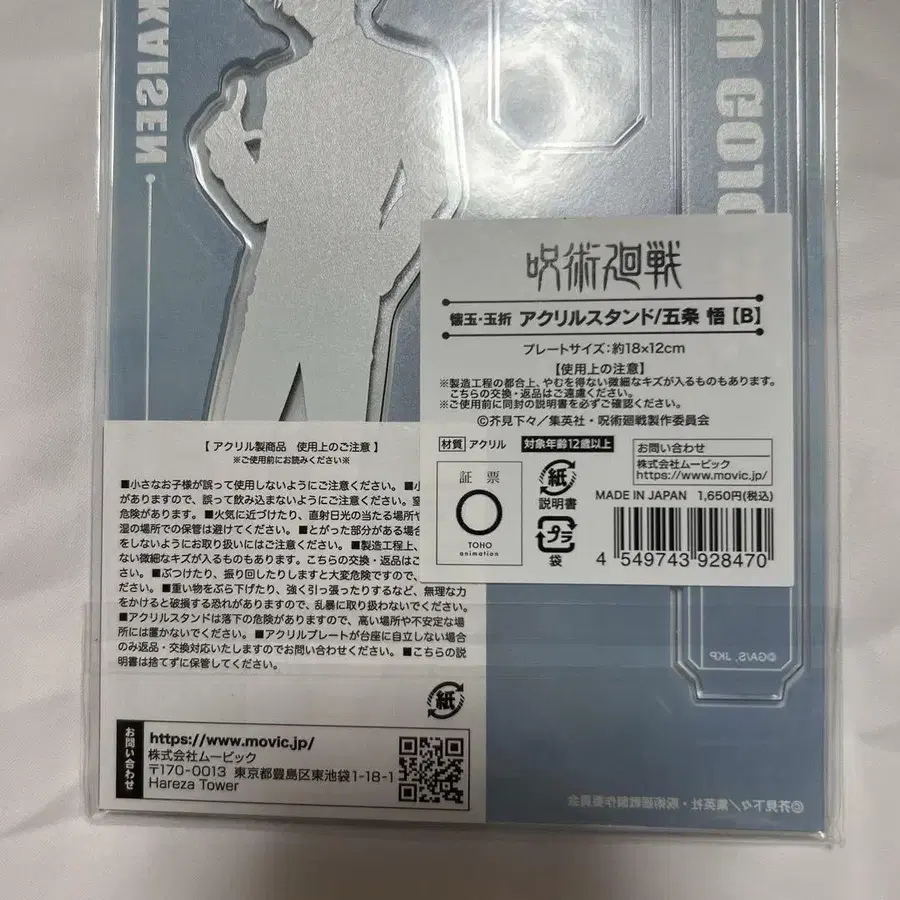 KAISEN
呪術廻戦
懐玉・玉折 アクリルスタンド/五条 悟【B】
プレートサイズ：約18×12cm
【使用上の注意】
※製造工程の都合上、やむを得ない微細なキズが入るものもあります。
こちらの交換・返品はご遠慮ください。
※ご使用前に同封の説明書を必ずご確認ください。
©芥見下々／集英社・呪術廻戦製作委員会
材質 アクリル 対象年齢12歳以上
証票
TOHO
animation
紙
説明書
プラ
袋
お問い合わせ
株式会社ムービック
https://www.movic.jp/
MADE IN JAPAN 1,650円(税込)
4 549743 928470
【 アクリル製商品 使用上のご注意 】
※ご使用前にお読みください※
■小さなお子様が誤って使用しないようにご注意ください。■小
がありますので、誤って飲み込まないようにご注意ください。窒
危険があります。■火気に近づけたり、直射日光の当たる場所や
湿の場所での保管は避けてください。■とがった部分がある場合
をしないようにお取り扱いにはご注意ください。■製造工程上、
ない微細なキズが入るものもあります。こちらの交換・返品はご
さい。■ぶつけたり、振り回したりしますと大変危険ですので、
ださい。■重い物をぶら下げたり、強く引っ張ったりするなど、無理な力
をかけると破損する恐れがありますので、乱暴に取り扱わないでください。
■アクリルスタンドは落下の危険がありますので、高い場所や不安定な場
所には置かないでください。■アクリルプレートが台座に自立しない場合
のみ返品・交換対応いたしますのでお問い合わせください。■こちらの説
明書は捨てずに保管してください。
紙
お問い合わせ
https://www.movic.jp/
株式会社ムービック
〒170-0013 東京都豊島区東池袋1-18-1
Hareza Tower
©GA/S, JKP
©芥見下々／集英社・呪術廻戦製作委員会